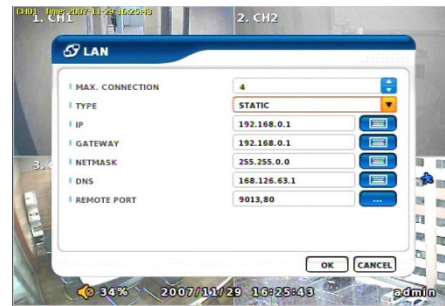 CH01 Time: 2007-11-29 16:25:43
1. CH1
2. CH2
LAN
MAX. CONNECTION 4
TYPE STATIC
IP 192.168.0.1
GATEWAY 192.168.0.1
NETMASK 255.255.0.0
DNS 168.126.63.1
REMOTE PORT 9013,80 ...
3.
OK CANCEL
34% 2007/11/29 16:25:43 admin